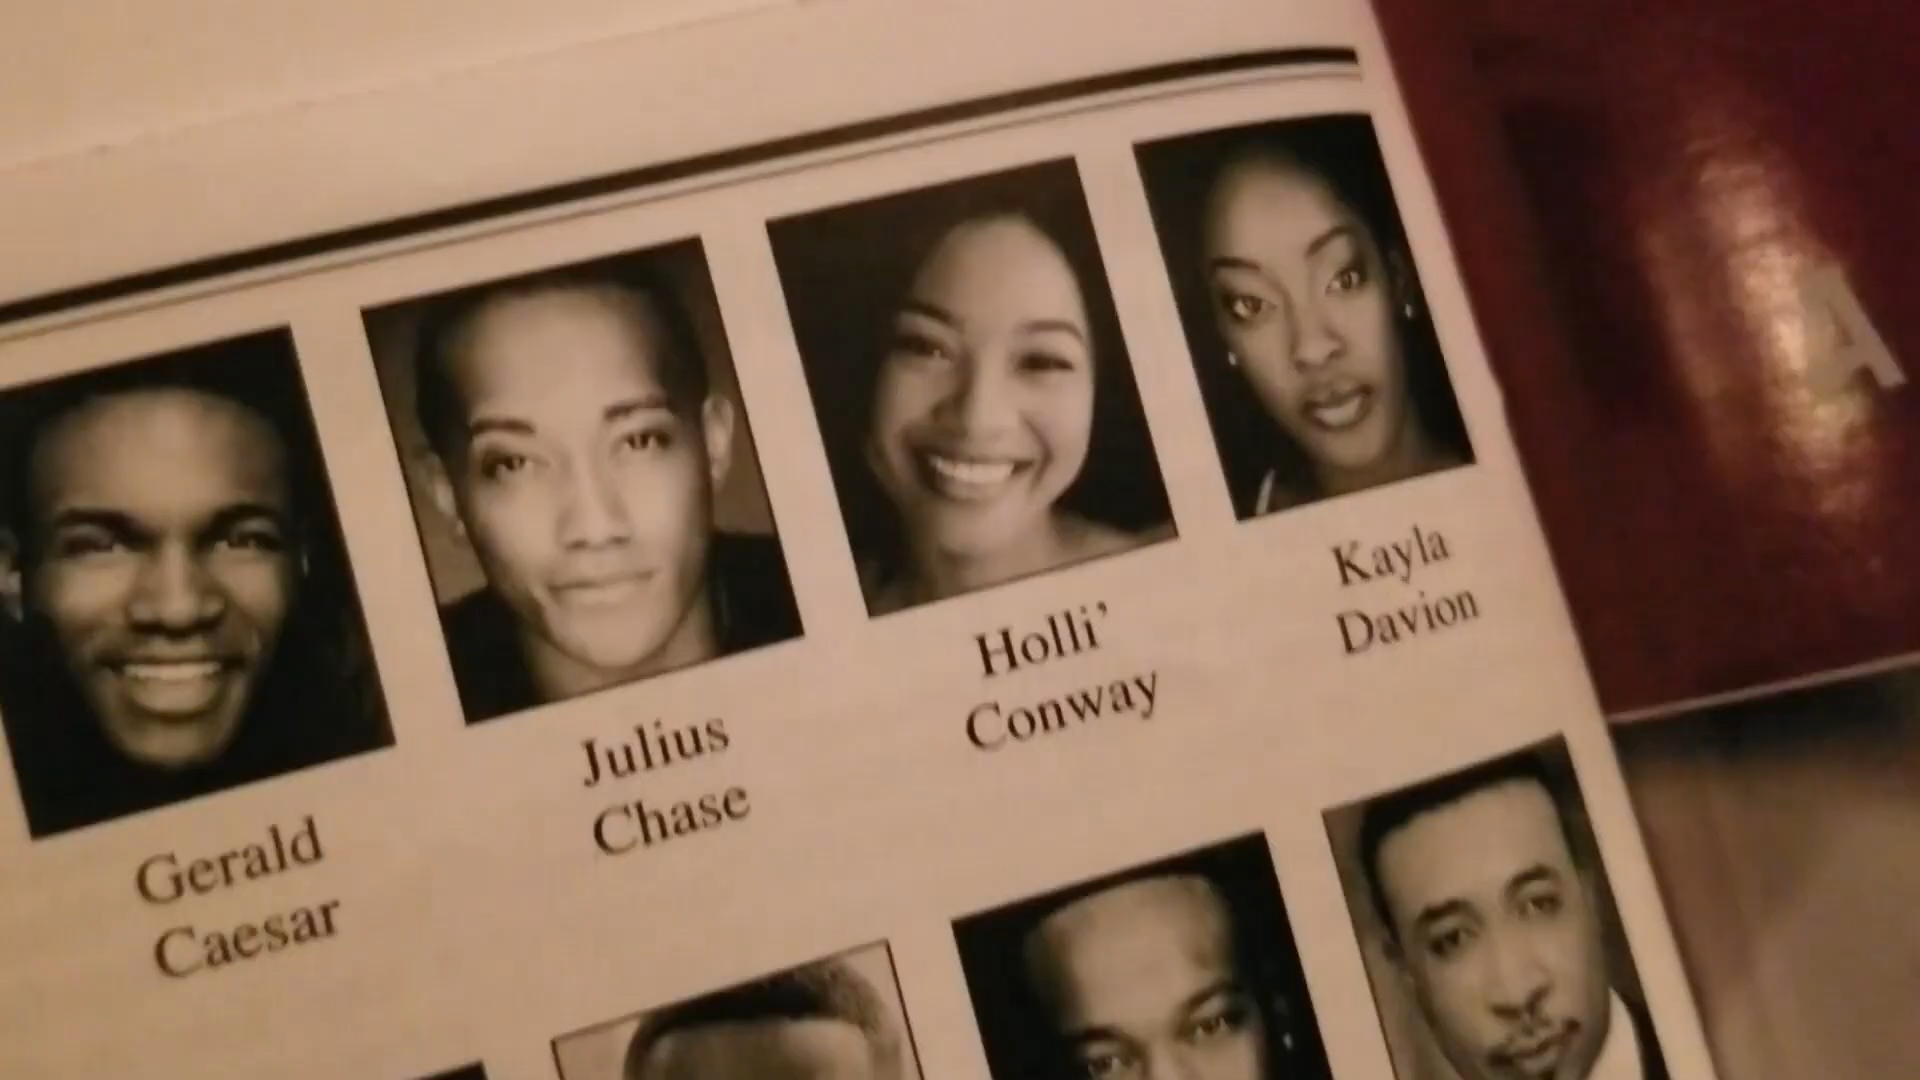 Gerald
Caesar
Julius
Chase
Holli’
Conway
Kayla
Davion
A